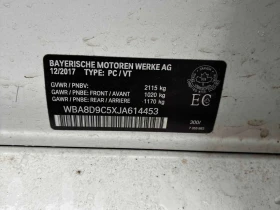 BAYERISCHE MOTOREN WERKE AG
12/2017 TYPE: PC / VT
GVWR / PNBV: 2115 kg
GAWR / PNBE: FRONT / AVANT 1020 kg
GAWR / PNBE: REAR / ARRIERE 1170 kg
WBA8D9C5XJA614453
EC
300/